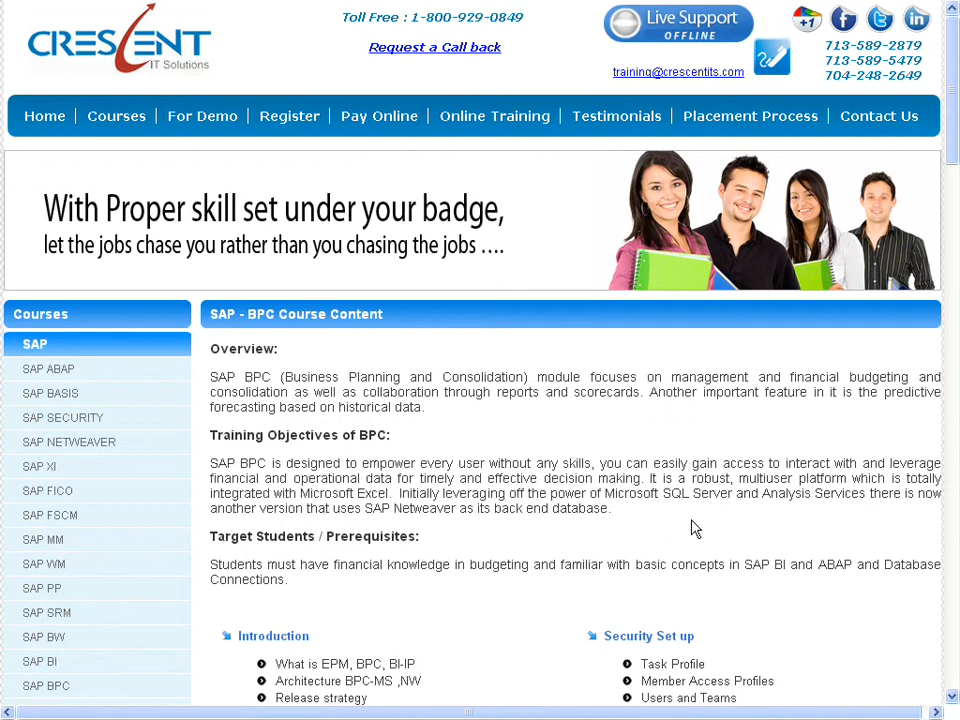 CRESCENT
IT Solutions
Toll Free : 1-800-929-0849
Request a Call back
Live Support
OFFLINE
training@crescentits.com
+1
f
t
in
713-589-2879
713-589-5479
704-248-2649
Home
Courses
For Demo
Register
Pay Online
Online Training
Testimonials
Placement Process
Contact Us
With Proper skill set under your badge,
let the jobs chase you rather than you chasing the jobs ....
Courses
SAP
SAP ABAP
SAP BASIS
SAP SECURITY
SAP NETWEAVER
SAP XI
SAP FICO
SAP FSCM
SAP MM
SAP WM
SAP PP
SAP SRM
SAP BW
SAP BI
SAP BPC
SAP - BPC Course Content
Overview:
SAP BPC (Business Planning and Consolidation) module focuses on management and financial budgeting and
consolidation as well as collaboration through reports and scorecards. Another important feature in it is the predictive
forecasting based on historical data.
Training Objectives of BPC:
SAP BPC is designed to empower every user without any skills, you can easily gain access to interact with and leverage
financial and operational data for timely and effective decision making. It is a robust, multiuser platform which is totally
integrated with Microsoft Excel. Initially leveraging off the power of Microsoft SQL Server and Analysis Services there is now
another version that uses SAP Netweaver as its back end database.
Target Students / Prerequisites:
Students must have financial knowledge in budgeting and familiar with basic concepts in SAP BI and ABAP and Database
Connections.
Introduction
What is EPM, BPC, BI-IP
Architecture BPC-MS ,NW
Release strategy
Security Set up
Task Profile
Member Access Profiles
Users and Teams